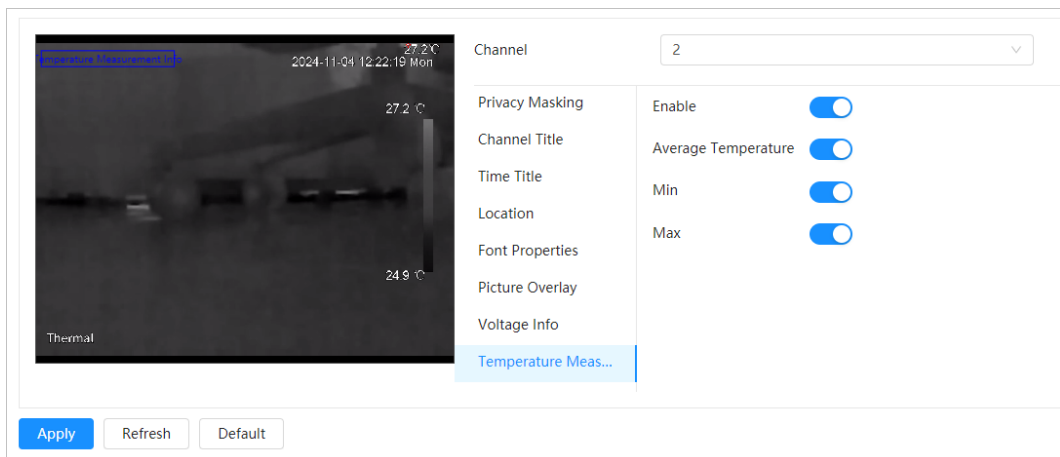 27.2℃
Temperature Measurement Info
2024-11-04 12:22:19 Mon
27.2 ℃
24.9 ℃
Thermal
Channel
2
Privacy Masking
Channel Title
Time Title
Location
Font Properties
Picture Overlay
Voltage Info
Temperature Meas...
Enable
Average Temperature
Min
Max
Apply
Refresh
Default